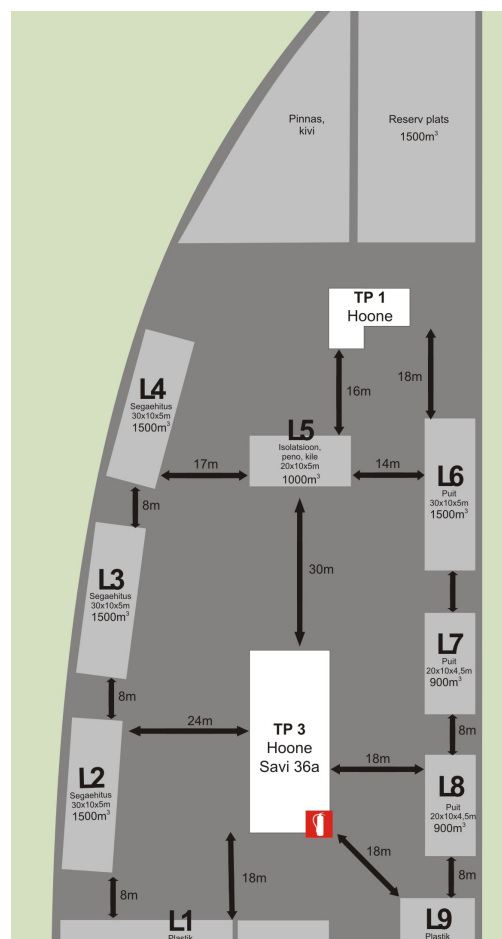 Pinnas,
kivi
Reserv plats
1500m³
TP 1
Hoone
16m
18m
L4
Segaehitus
30x10x5m
1500m³
L5
Isolatsioon,
peno, kile
20x10x5m
1000m³
17m
14m
L6
Puit
30x10x5m
1500m³
8m
L3
Segaehitus
30x10x5m
1500m³
30m
L7
Puit
20x10x4,5m
900m³
8m
24m
TP 3
Hoone
Savi 36a
8m
L2
Segaehitus
30x10x5m
1500m³
18m
L8
Puit
20x10x4,5m
900m³
18m
18m
8m
8m
L1
Plastik
L9
Plastik